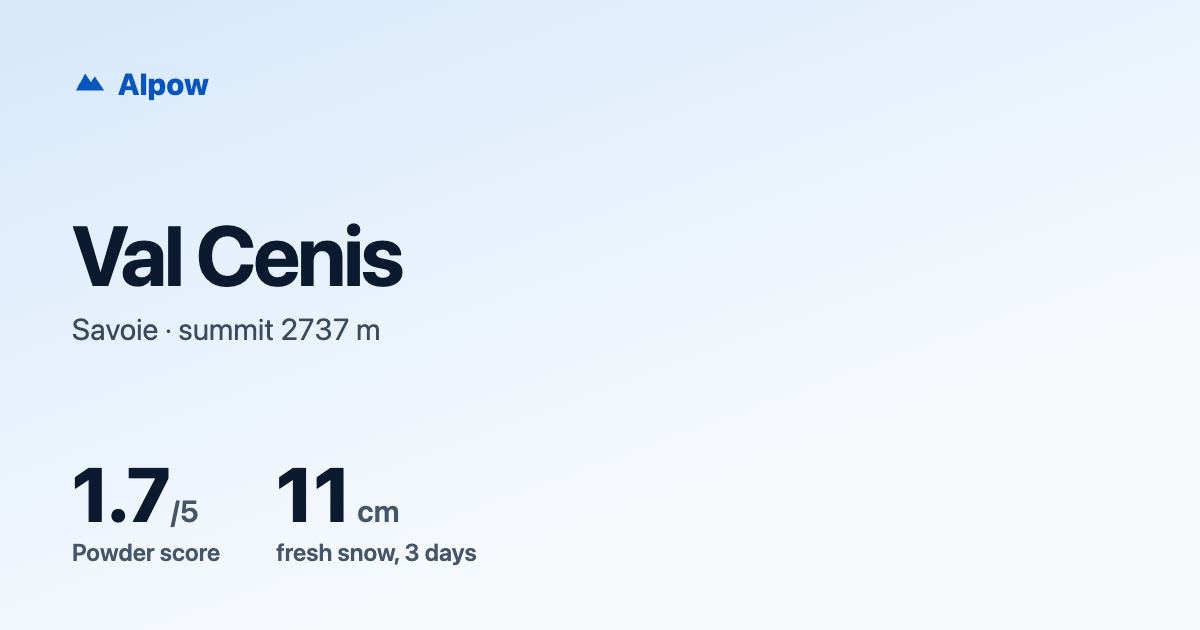 Alpow
Val Cenis
Savoie · summit 2737 m
1.7/5
Powder score
11 cm
fresh snow, 3 days